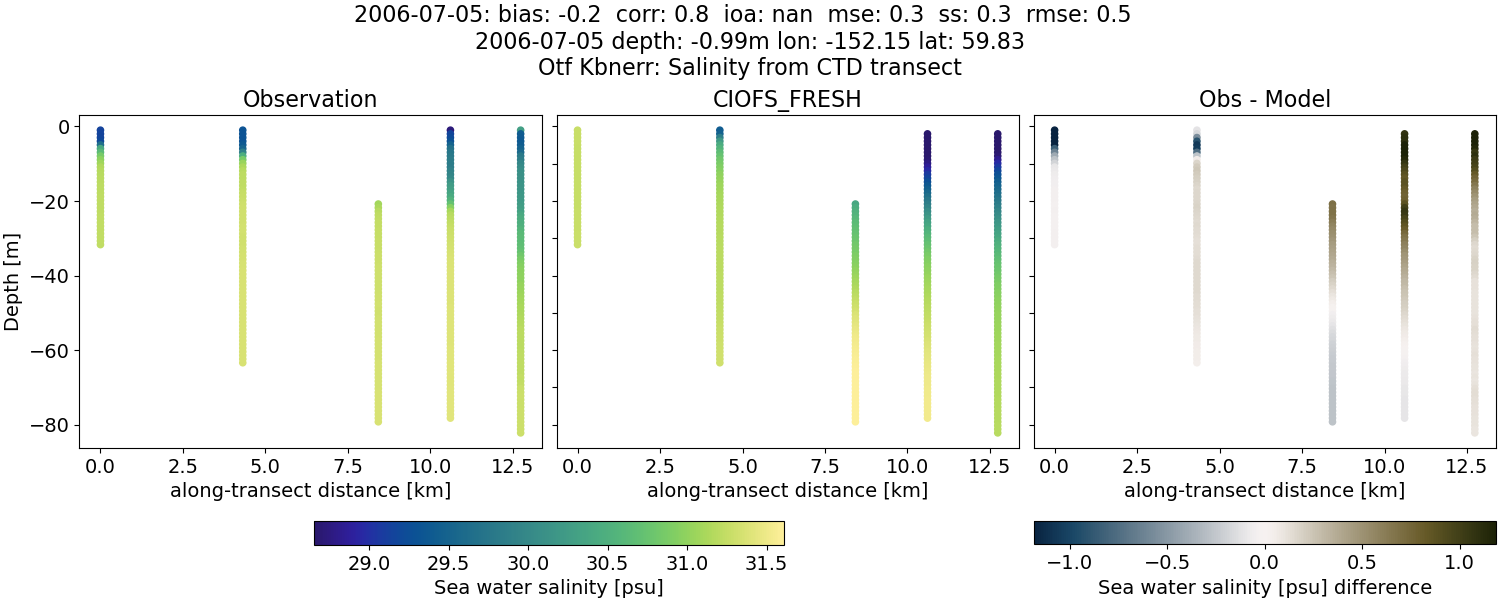 2006-07-05: bias: -0.2  corr: 0.8  ioa: nan  mse: 0.3  ss: 0.3  rmse: 0.5
2006-07-05 depth: -0.99m lon: -152.15 lat: 59.83
Otf Kbnerr: Salinity from CTD transect
Observation
CIOFS_FRESH
Obs - Model
Depth [m]
0
−20
−40
−60
−80
0.0 2.5 5.0 7.5 10.0 12.5
0.0 2.5 5.0 7.5 10.0 12.5
0.0 2.5 5.0 7.5 10.0 12.5
along-transect distance [km]
along-transect distance [km]
along-transect distance [km]
29.0 29.5 30.0 30.5 31.0 31.5
Sea water salinity [psu]
−1.0 −0.5 0.0 0.5 1.0
Sea water salinity [psu] difference